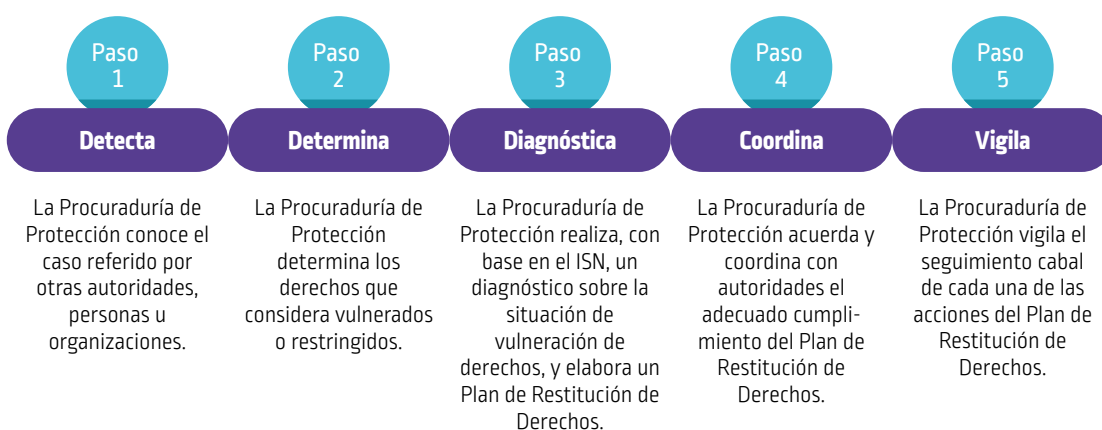 Paso
1
Detecta
La Procuraduría de
Protección conoce el
caso referido por
otras autoridades,
personas u
organizaciones.
Paso
2
Determina
La Procuraduría de
Protección
determina los
derechos que
considera vulnerados
o restringidos.
Paso
3
Diagnóstica
La Procuraduría de
Protección realiza, con
base en el ISN, un
diagnóstico sobre la
situación de
vulneración de
derechos, y elabora un
Plan de Restitución de
Derechos.
Paso
4
Coordina
La Procuraduría de
Protección acuerda y
coordina con
autoridades el
adecuado cumpli-
miento del Plan de
Restitución de
Derechos.
Paso
5
Vigila
La Procuraduría de
Protección vigila el
seguimiento cabal
de cada una de las
acciones del Plan de
Restitución de
Derechos.